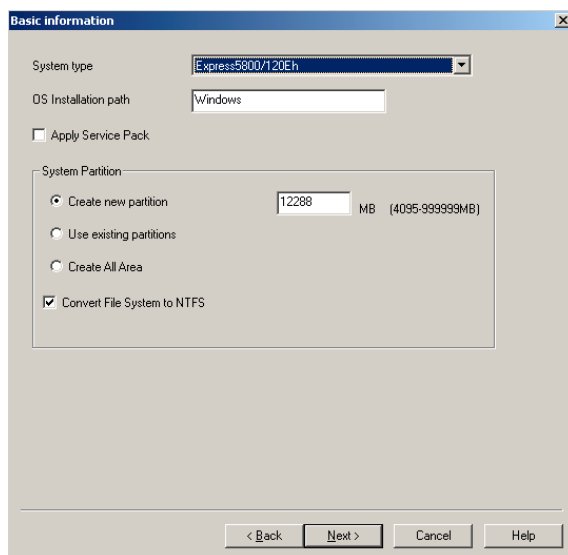 Basic information
System type Express5800/120Eh
OS Installation path Windows
Apply Service Pack
System Partition
Create new partition 12288 MB (4095-999999MB)
Use existing partitions
Create All Area
Convert File System to NTFS
< Back Next > Cancel Help